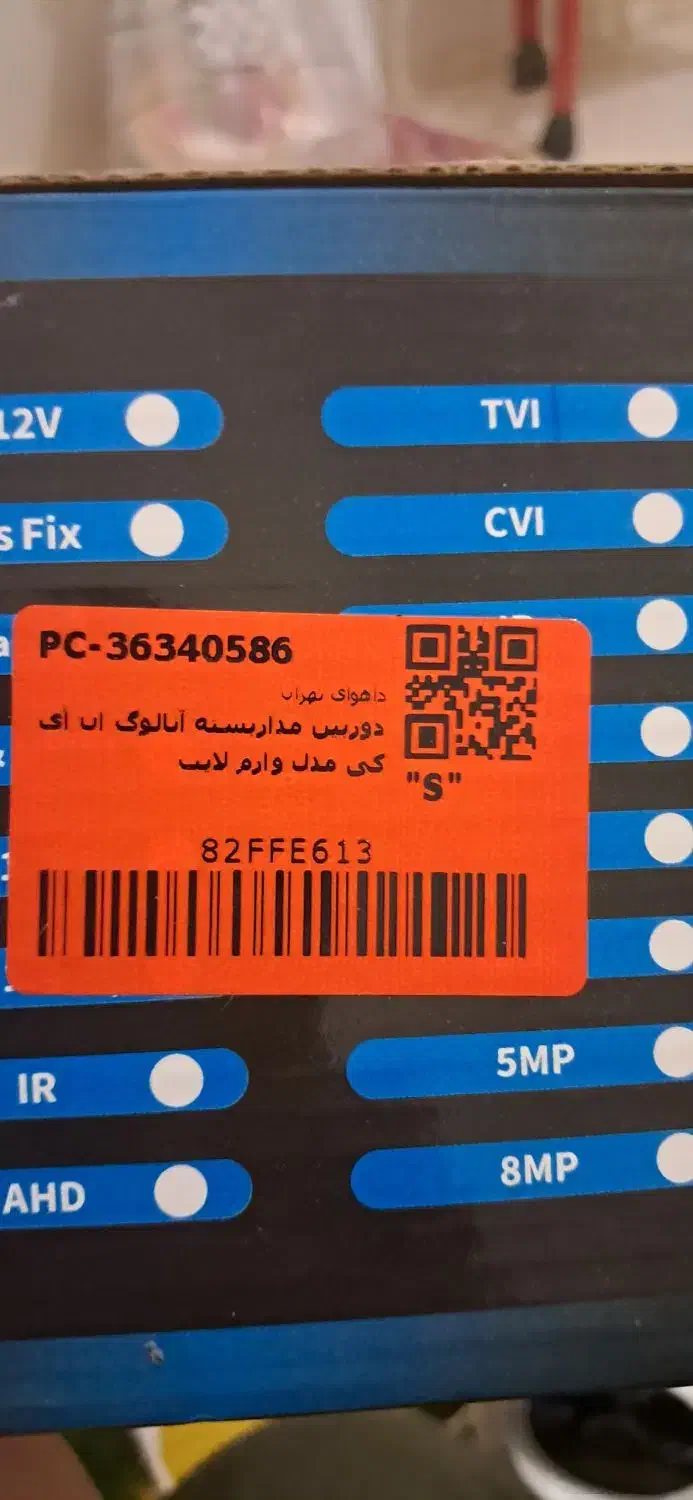 12V
TVI
s Fix
CVI
PC-36340586
داهوای تهران
دوربین مداربسته آنالوگ ان ای
کی مدل وارم لایت
"S"
82FFE613
IR
5MP
AHD
8MP